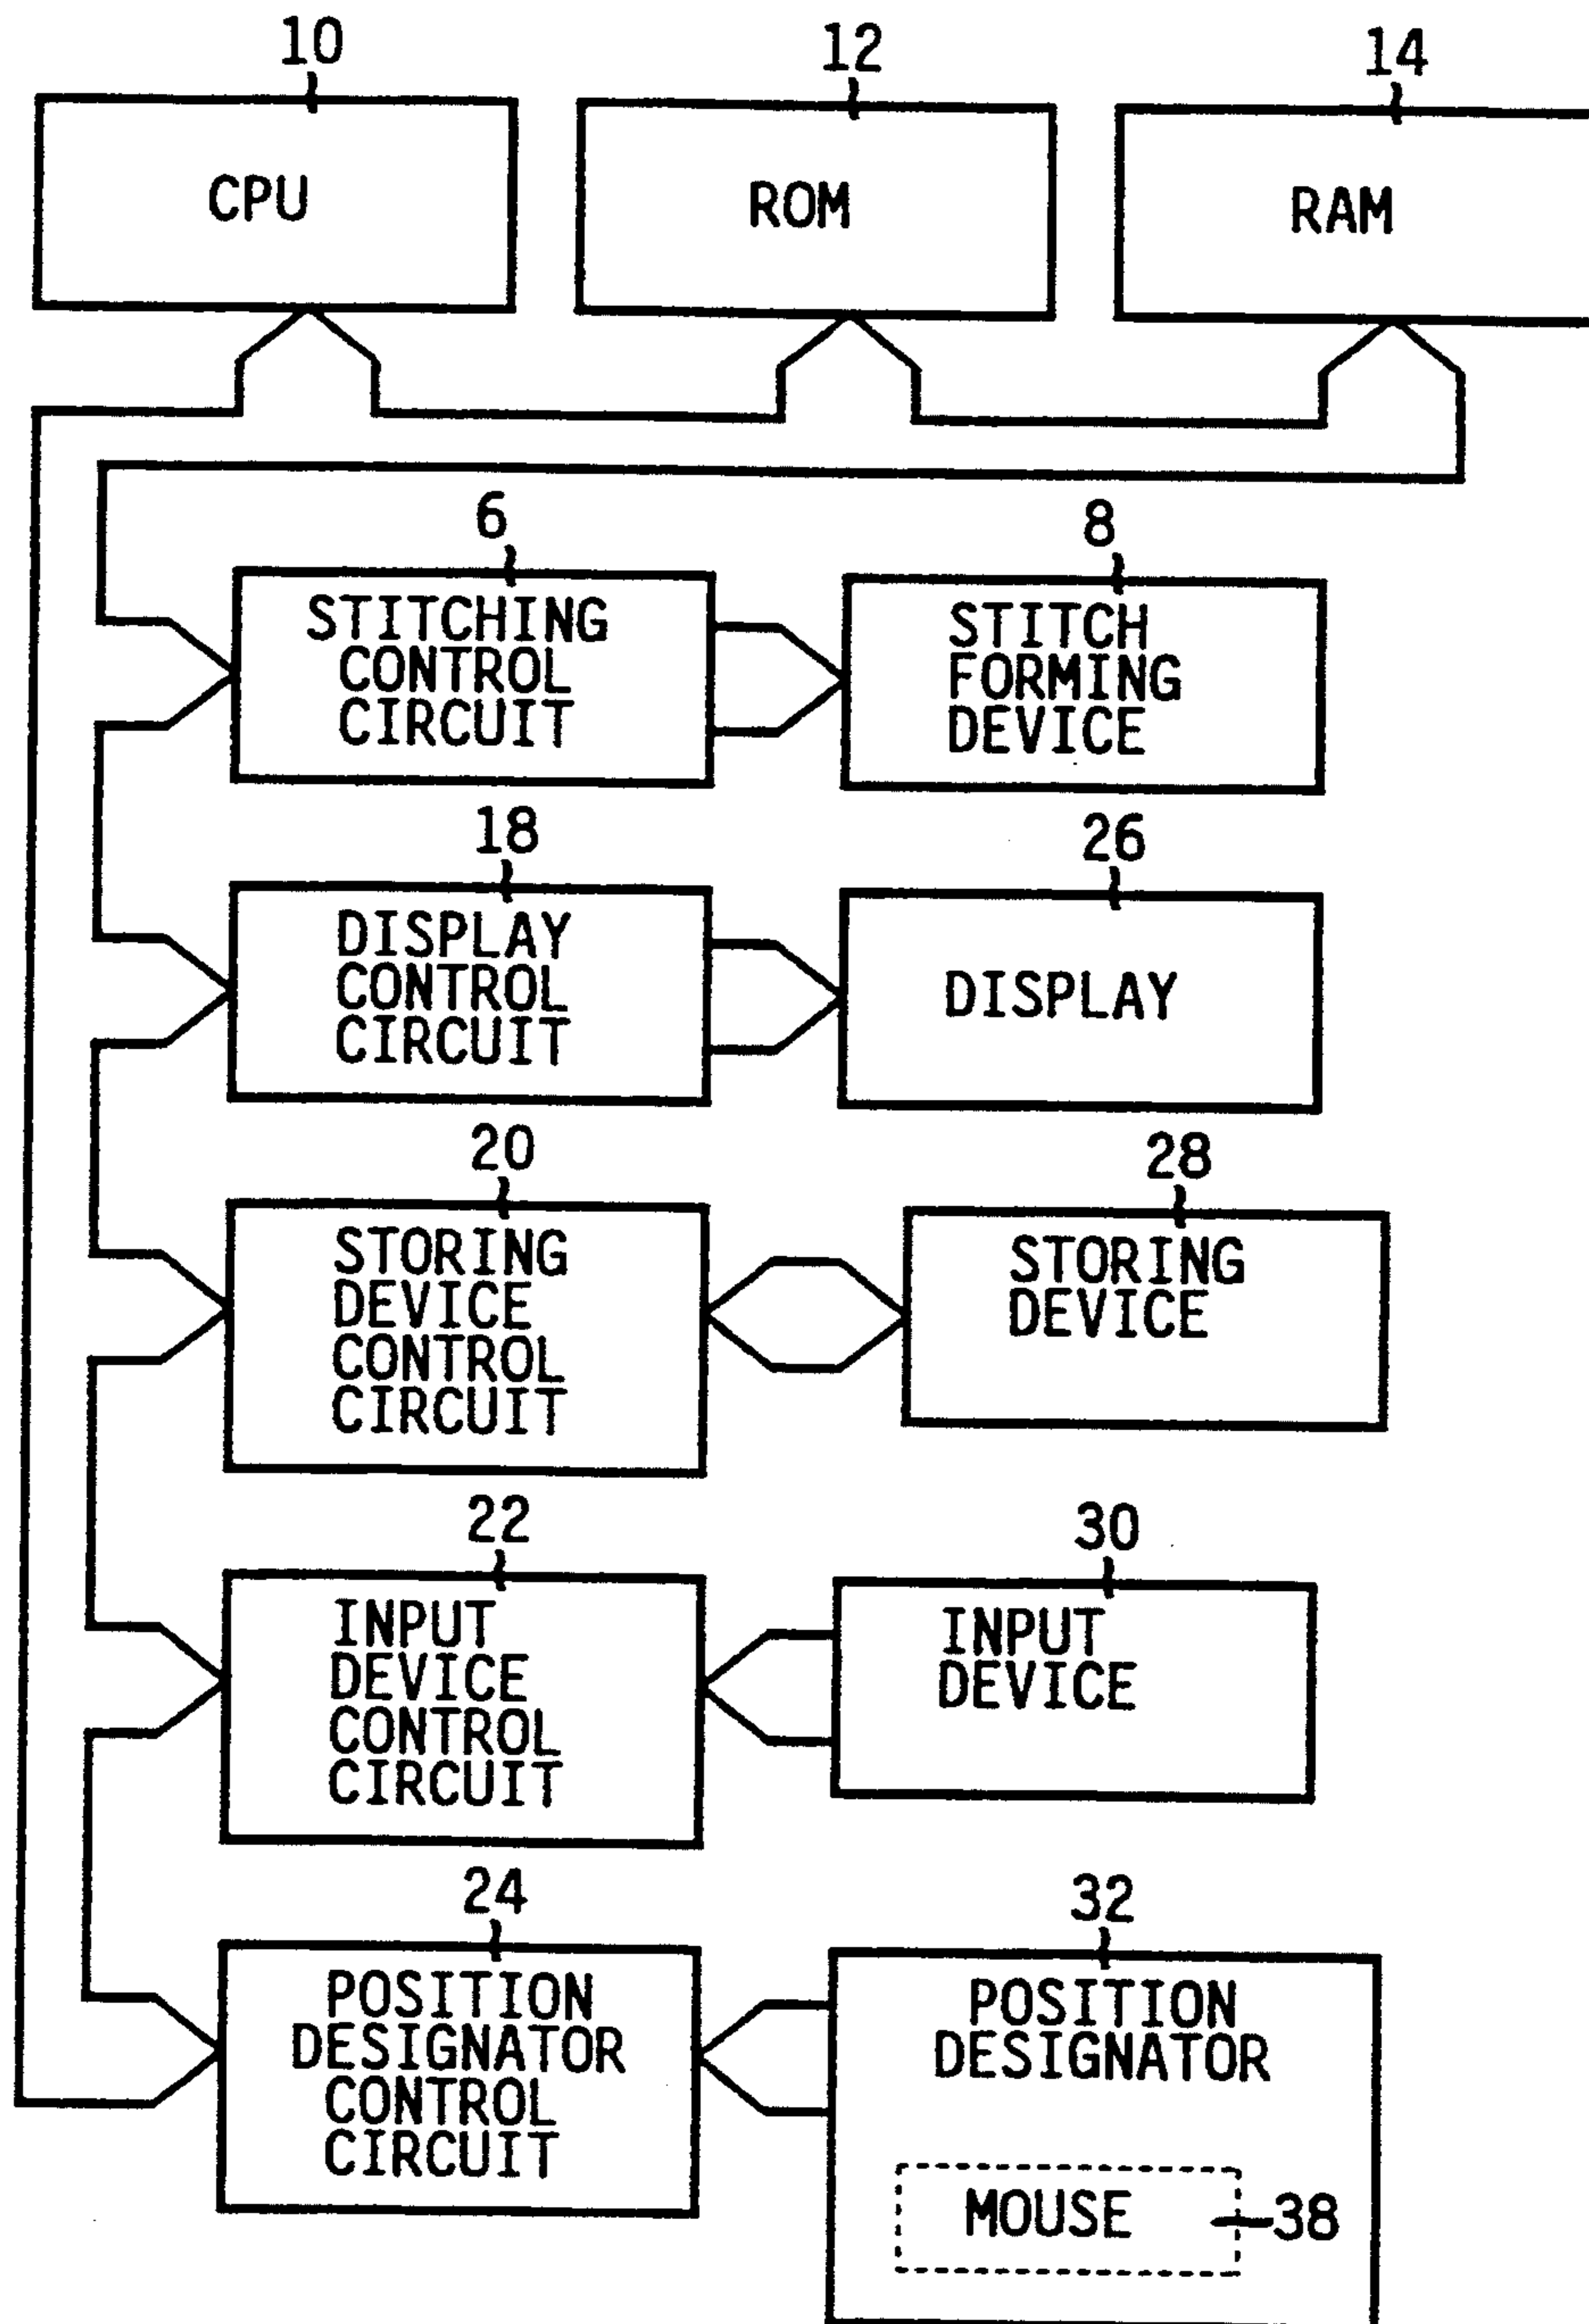 10
12
14
CPU
ROM
RAM
6
8
STITCHING
CONTROL
CIRCUIT
STITCH
FORMING
DEVICE
18
26
DISPLAY
CONTROL
CIRCUIT
DISPLAY
20
28
STORING
DEVICE
CONTROL
CIRCUIT
STORING
DEVICE
22
30
INPUT
DEVICE
CONTROL
CIRCUIT
INPUT
DEVICE
24
32
POSITION
DESIGNATOR
CONTROL
CIRCUIT
POSITION
DESIGNATOR
MOUSE
38